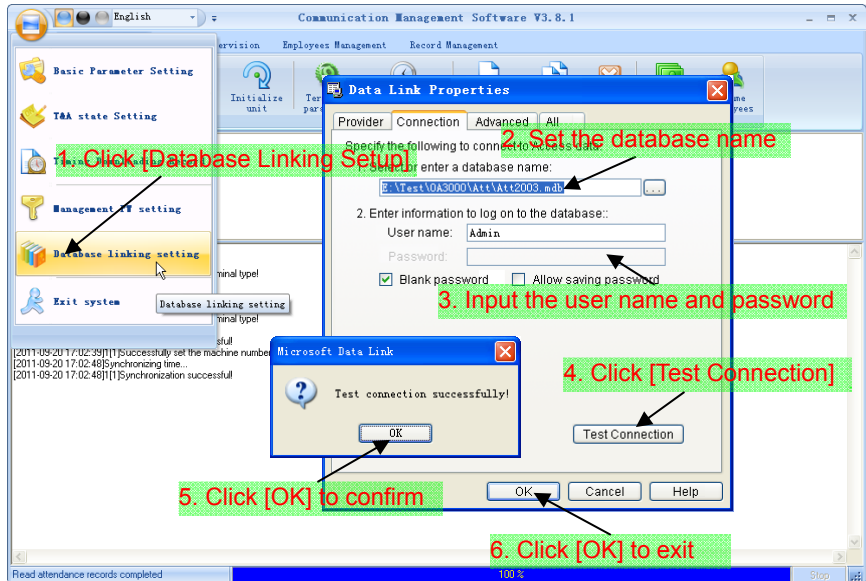 English
Communication Management Software V3.8.1
ervision Employees Management Record Management
Basic Parameter Setting
T&A state Setting
1. Click [Database Linking Setup]
Management PW setting
Database linking setting
Exit system
Database linking setting
Initialize
unit
Data Link Properties
Provider Connection Advanced All
Specify the following to connect to Access data:
2. Set the database name
1. Select or enter a database name:
E:\Test\OA3000\Att\Att2003.mdb ...
2. Enter information to log on to the database::
User name: Admin
Password:
Blank password Allow saving password
3. Input the user name and password
4. Click [Test Connection]
Test Connection
minal type!
minal type!
sful!
[2011-09-20 17:02:39]1[1]Successfully set the machine number
[2011-09-20 17:02:48]Synchronizing time...
[2011-09-20 17:02:48]1[1]Synchronization successful!
Microsoft Data Link
Test connection successfully!
OK
5. Click [OK] to confirm
OK Cancel Help
6. Click [OK] to exit
Read attendance records completed 100 % Stop